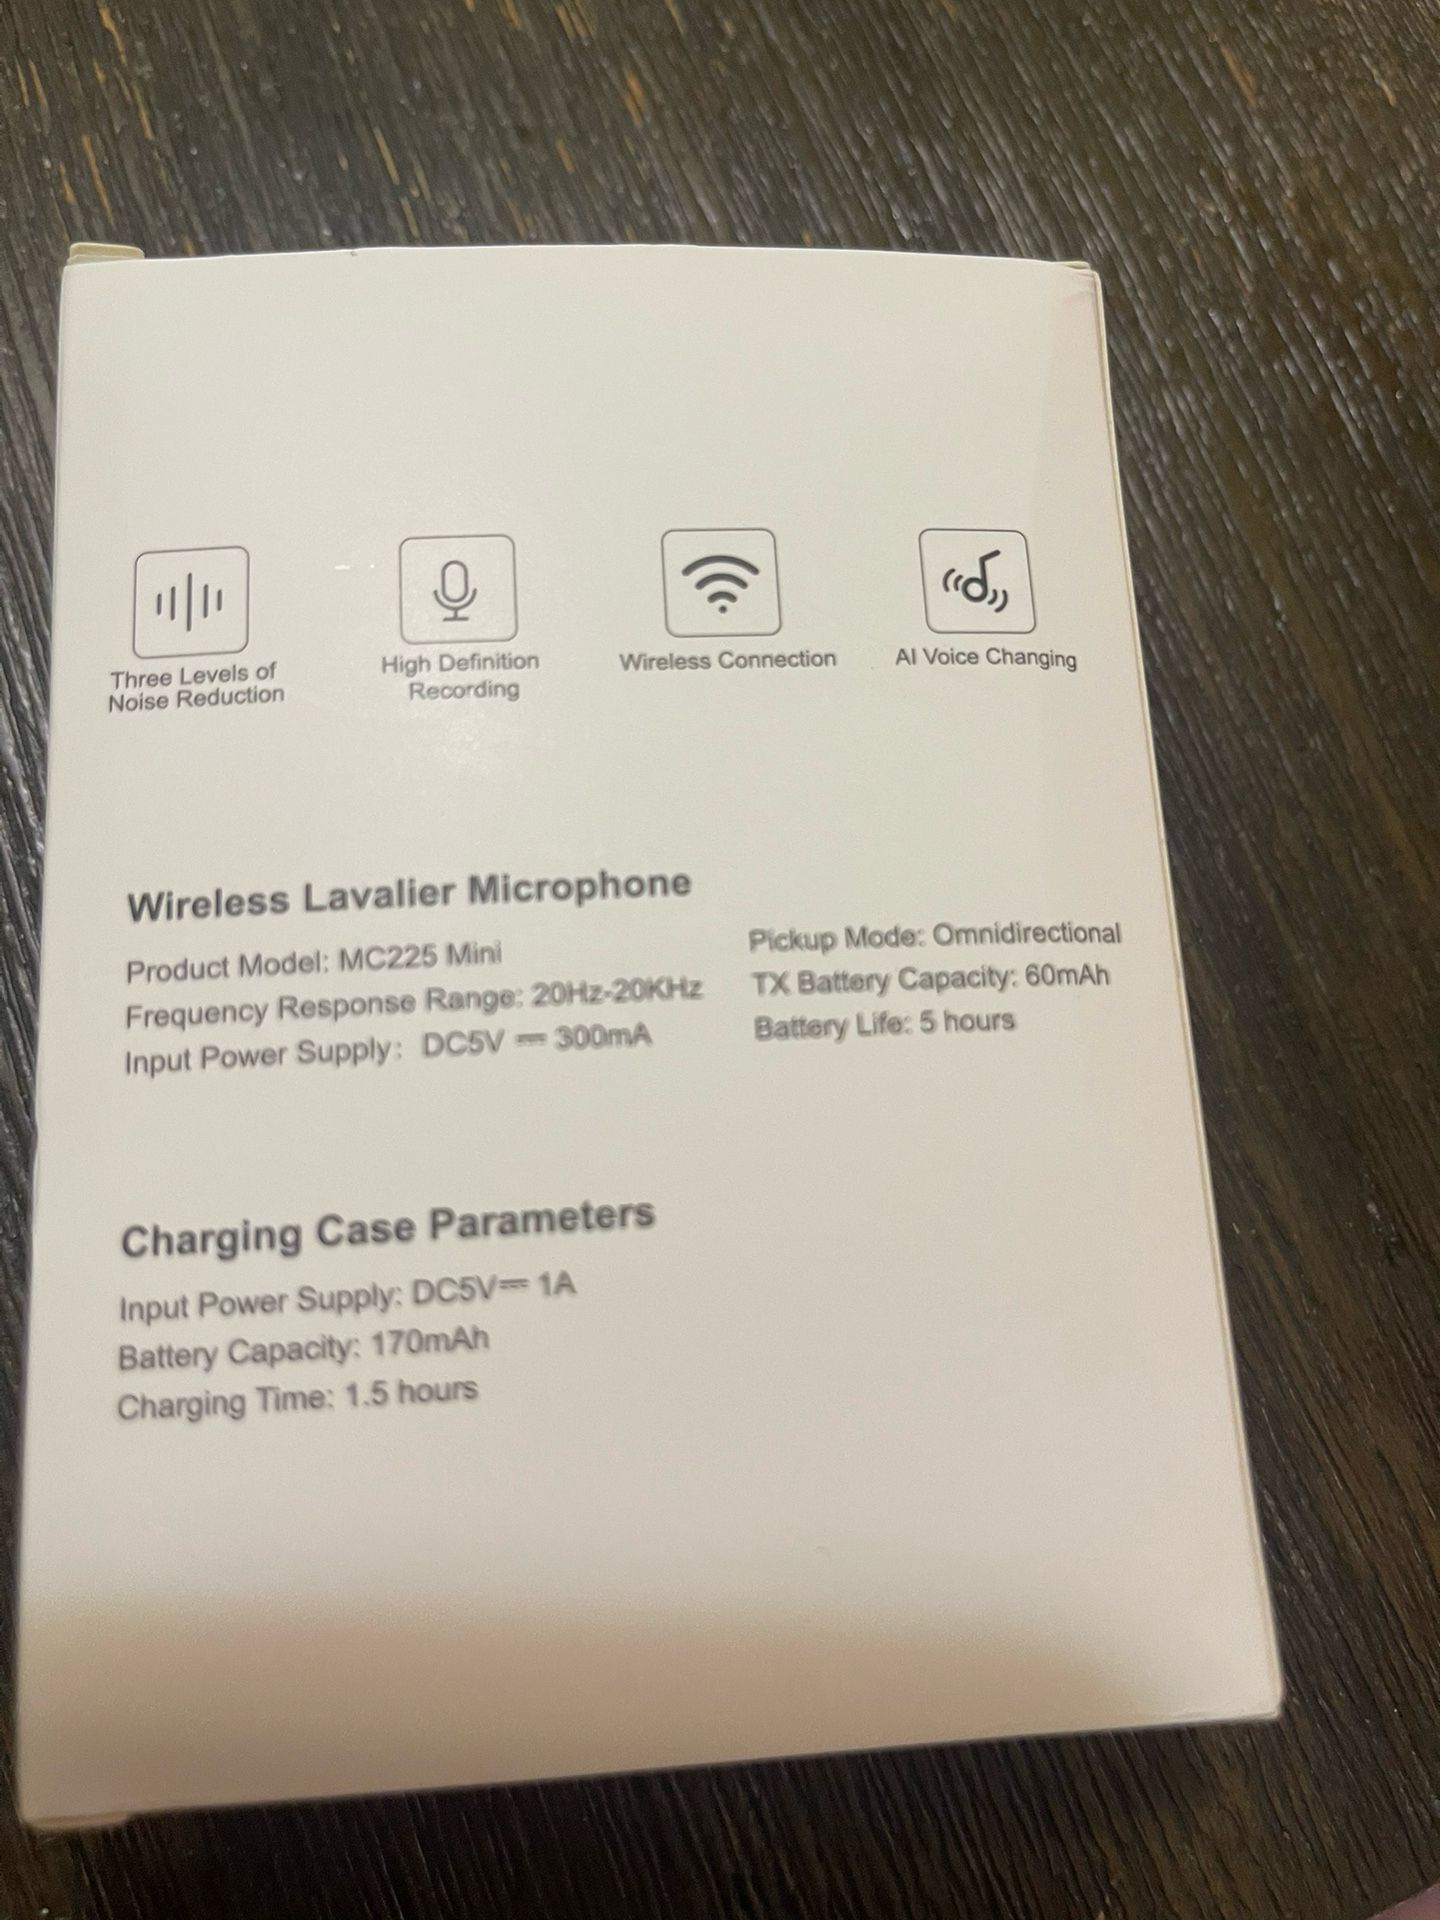 Three Levels of
Noise Reduction
High Definition
Recording
Wireless Connection
AI Voice Changing
Wireless Lavalier Microphone
Product Model: MC225 Mini
Frequency Response Range: 20Hz-20KHz
Input Power Supply: DC5V ⎓ 300mA
Pickup Mode: Omnidirectional
TX Battery Capacity: 60mAh
Battery Life: 5 hours
Charging Case Parameters
Input Power Supply: DC5V⎓ 1A
Battery Capacity: 170mAh
Charging Time: 1.5 hours